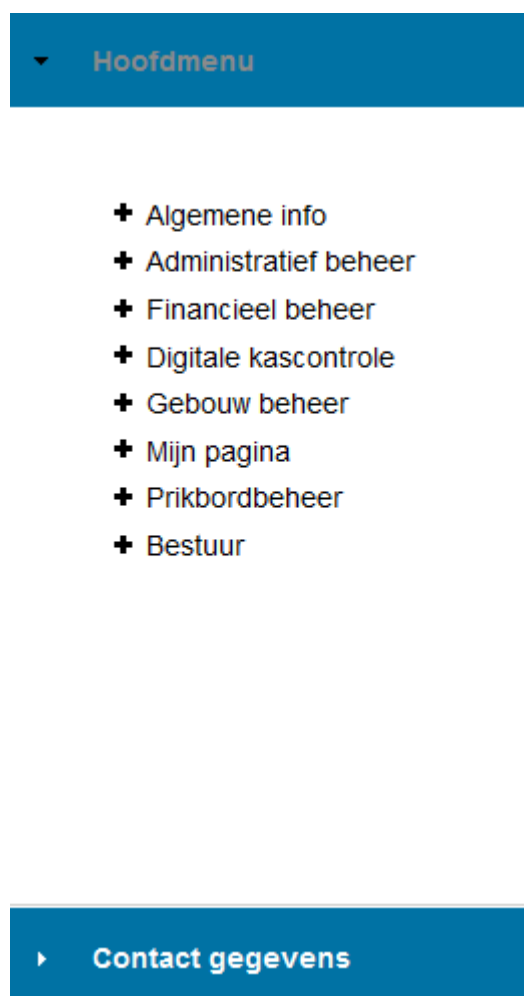 Hoofdmenu
Algemene info
Administratief beheer
Financieel beheer
Digitale kascontrole
Gebouw beheer
Mijn pagina
Prikbordbeheer
Bestuur
Contact gegevens